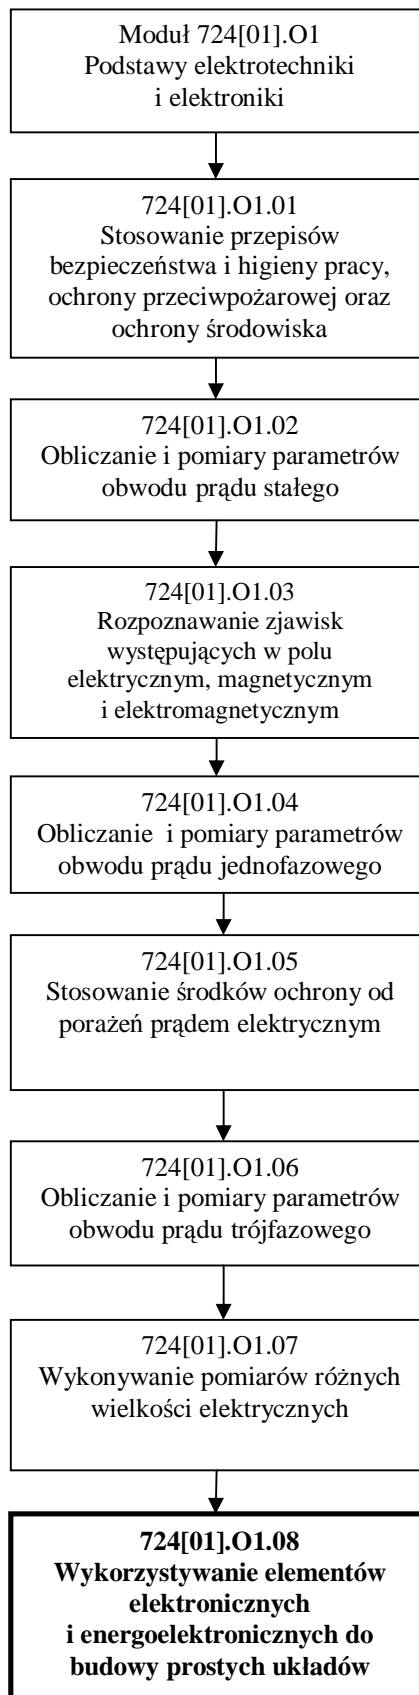 Moduł 724[01].O1
Podstawy elektrotechniki
i elektroniki
724[01].O1.01
Stosowanie przepisów
bezpieczeństwa i higieny pracy,
ochrony przeciwpożarowej oraz
ochrony środowiska
724[01].O1.02
Obliczanie i pomiary parametrów
obwodu prądu stałego
724[01].O1.03
Rozpoznawanie zjawisk
występujących w polu
elektrycznym, magnetycznym
i elektromagnetycznym
724[01].O1.04
Obliczanie i pomiary parametrów
obwodu prądu jednofazowego
724[01].O1.05
Stosowanie środków ochrony od
porażeń prądem elektrycznym
724[01].O1.06
Obliczanie i pomiary parametrów
obwodu prądu trójfazowego
724[01].O1.07
Wykonywanie pomiarów różnych
wielkości elektrycznych
724[01].O1.08
Wykorzystywanie elementów
elektronicznych
i energoelektronicznych do
budowy prostych układów